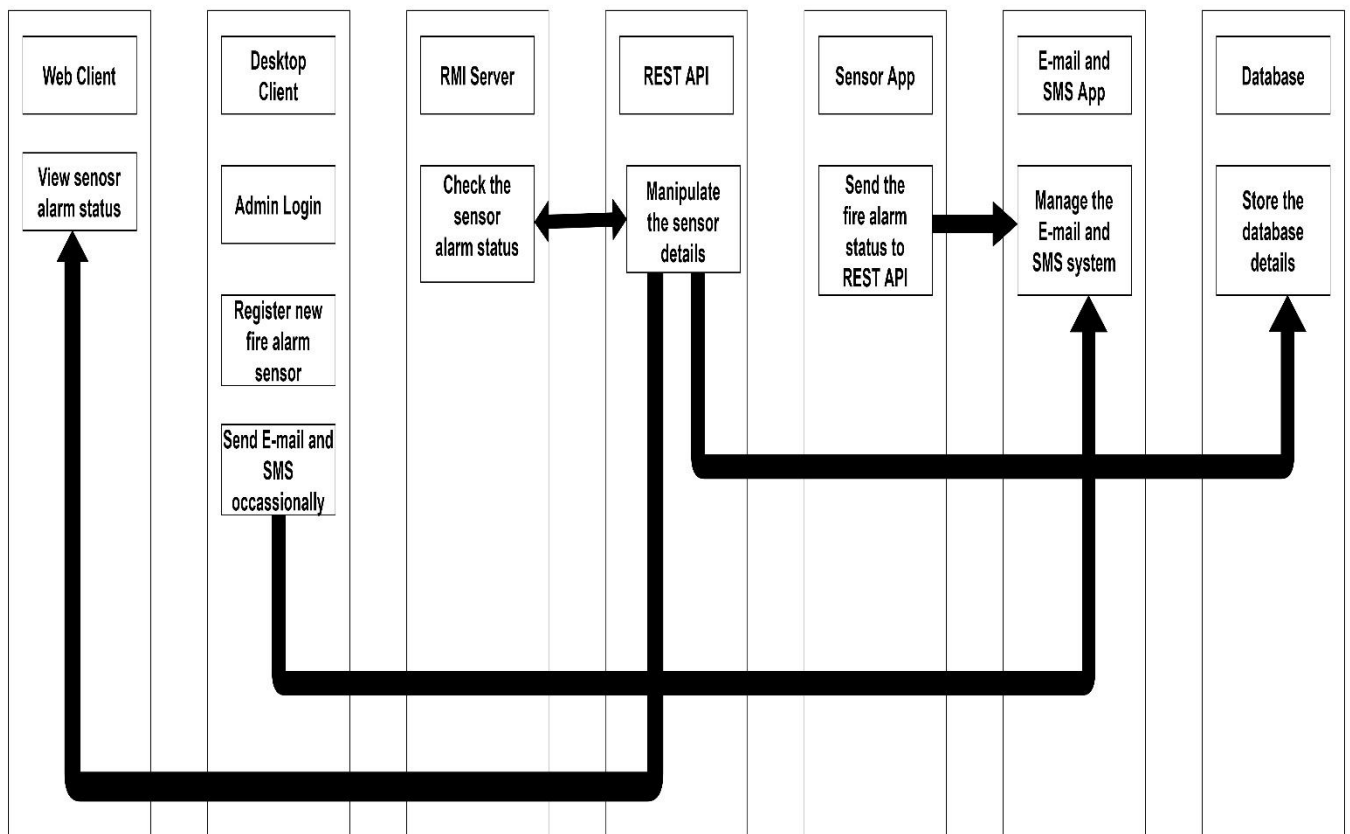 Web Client
Desktop
Client
RMI Server
REST API
Sensor App
E-mail and
SMS App
Database
View senosr
alarm status
Admin Login
Register new
fire alarm
sensor
Send E-mail and
SMS
occassionally
Check the
sensor
alarm status
Manipulate
the sensor
details
Send the
fire alarm
status to
REST API
Manage the
E-mail and
SMS system
Store the
database
details